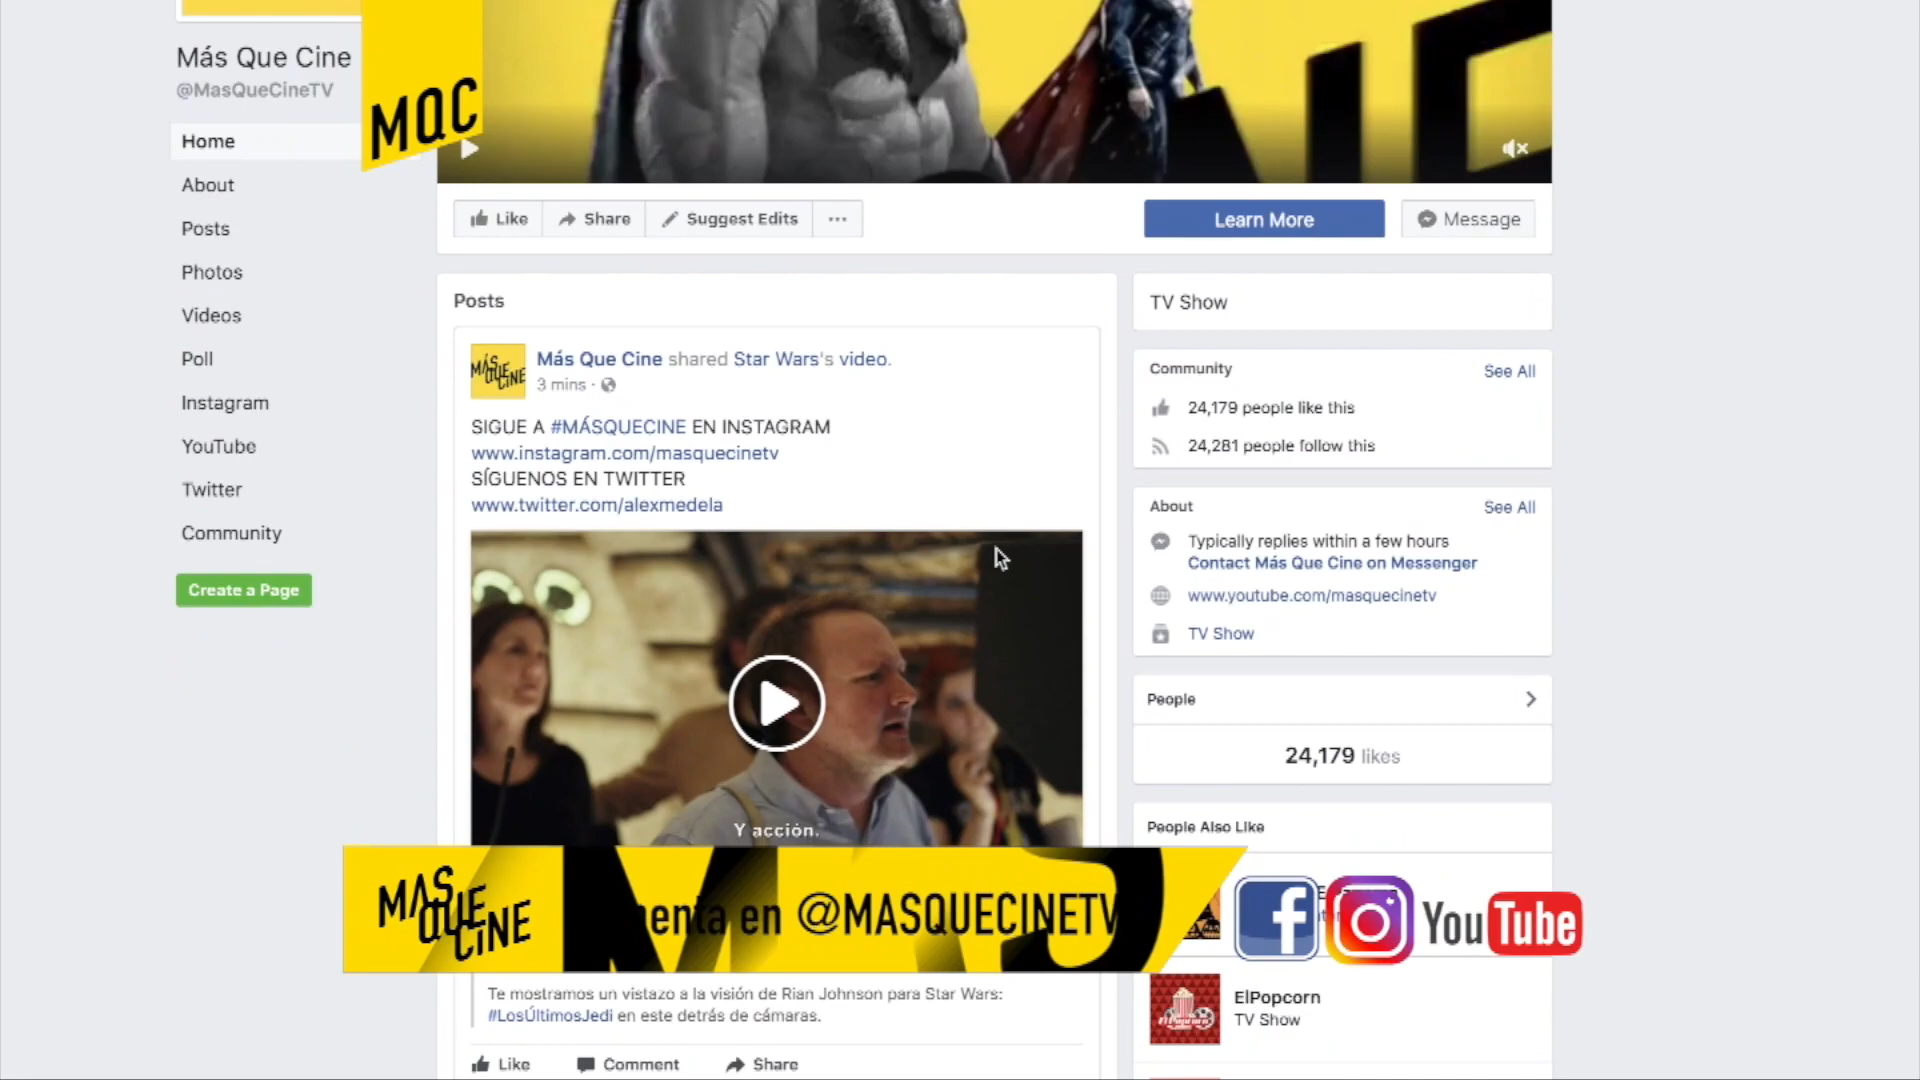 Más Que Cine
@MasQueCineTV
MQC
Home
About
Posts
Photos
Videos
Poll
Instagram
YouTube
Twitter
Community
Create a Page
Like
Share
Suggest Edits
...
Learn More
Message
Posts
MÁS QUE CINE
Más Que Cine shared Star Wars's video.
3 mins ·
SIGUE A #MÁSQUECINE EN INSTAGRAM
www.instagram.com/masquecinetv
SÍGUENOS EN TWITTER
www.twitter.com/alexmedela
Y acción.
TV Show
Community
See All
24,179 people like this
24,281 people follow this
About
See All
Typically replies within a few hours
Contact Más Que Cine on Messenger
www.youtube.com/masquecinetv
TV Show
People
24,179 likes
People Also Like
MAS
QUE
CINE
en @MASQUECINETV
f
YouTube
Te mostramos un vistazo a la visión de Rian Johnson para Star Wars:
#LosÚltimosJedi en este detrás de cámaras.
ElPopcorn
TV Show
Like
Comment
Share